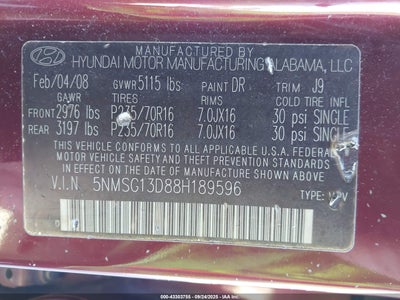 MANUFACTURED BY
HYUNDAI MOTOR MANUFACTURING ALABAMA, LLC
Feb/04/08 GVWR 5115 lbs PAINT DR TRIM J9
GAWR TIRES RIMS COLD TIRE INFL
FRONT 2976 lbs P235/70R16 7.0JX16 30 psi SINGLE
REAR 3197 lbs P235/70R16 7.0JX16 30 psi SINGLE
THIS VEHICLE CONFORMS TO ALL APPLICABLE U.S.A. FEDERAL
MOTOR VEHICLE SAFETY STANDARDS IN
EFFECT ON THE DATE OF MANUFACTURE SHOWN ABOVE.
V.I.N 5NMSG13D88H189596 TYPE: MPV
000-43303755 - 09/24/2025 - IAA Inc.